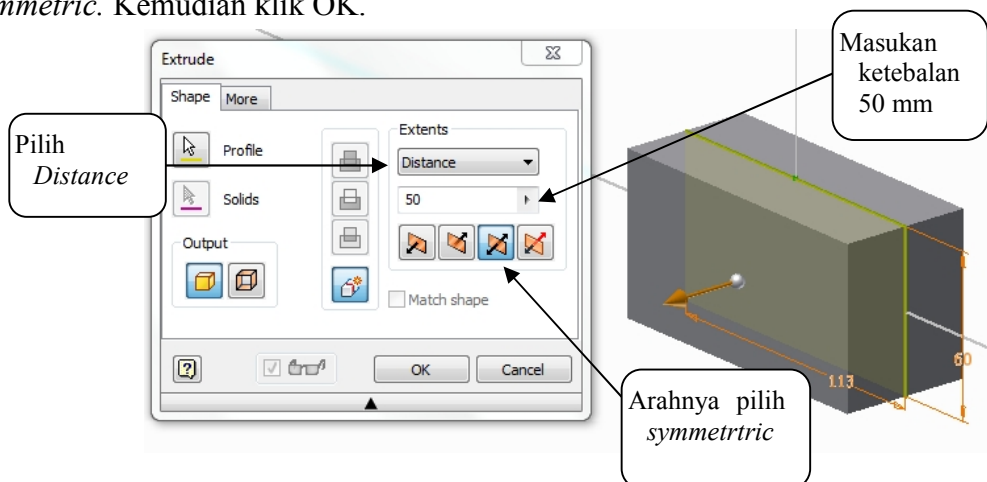 mmetric. Kemudian klik OK.
Extrude
Shape More
Profile
Solids
Output
Extents
Distance
50
Match shape
OK Cancel
Pilih
Distance
Masukan
ketebalan
50 mm
Arahnya pilih
symmetrtric
113
60